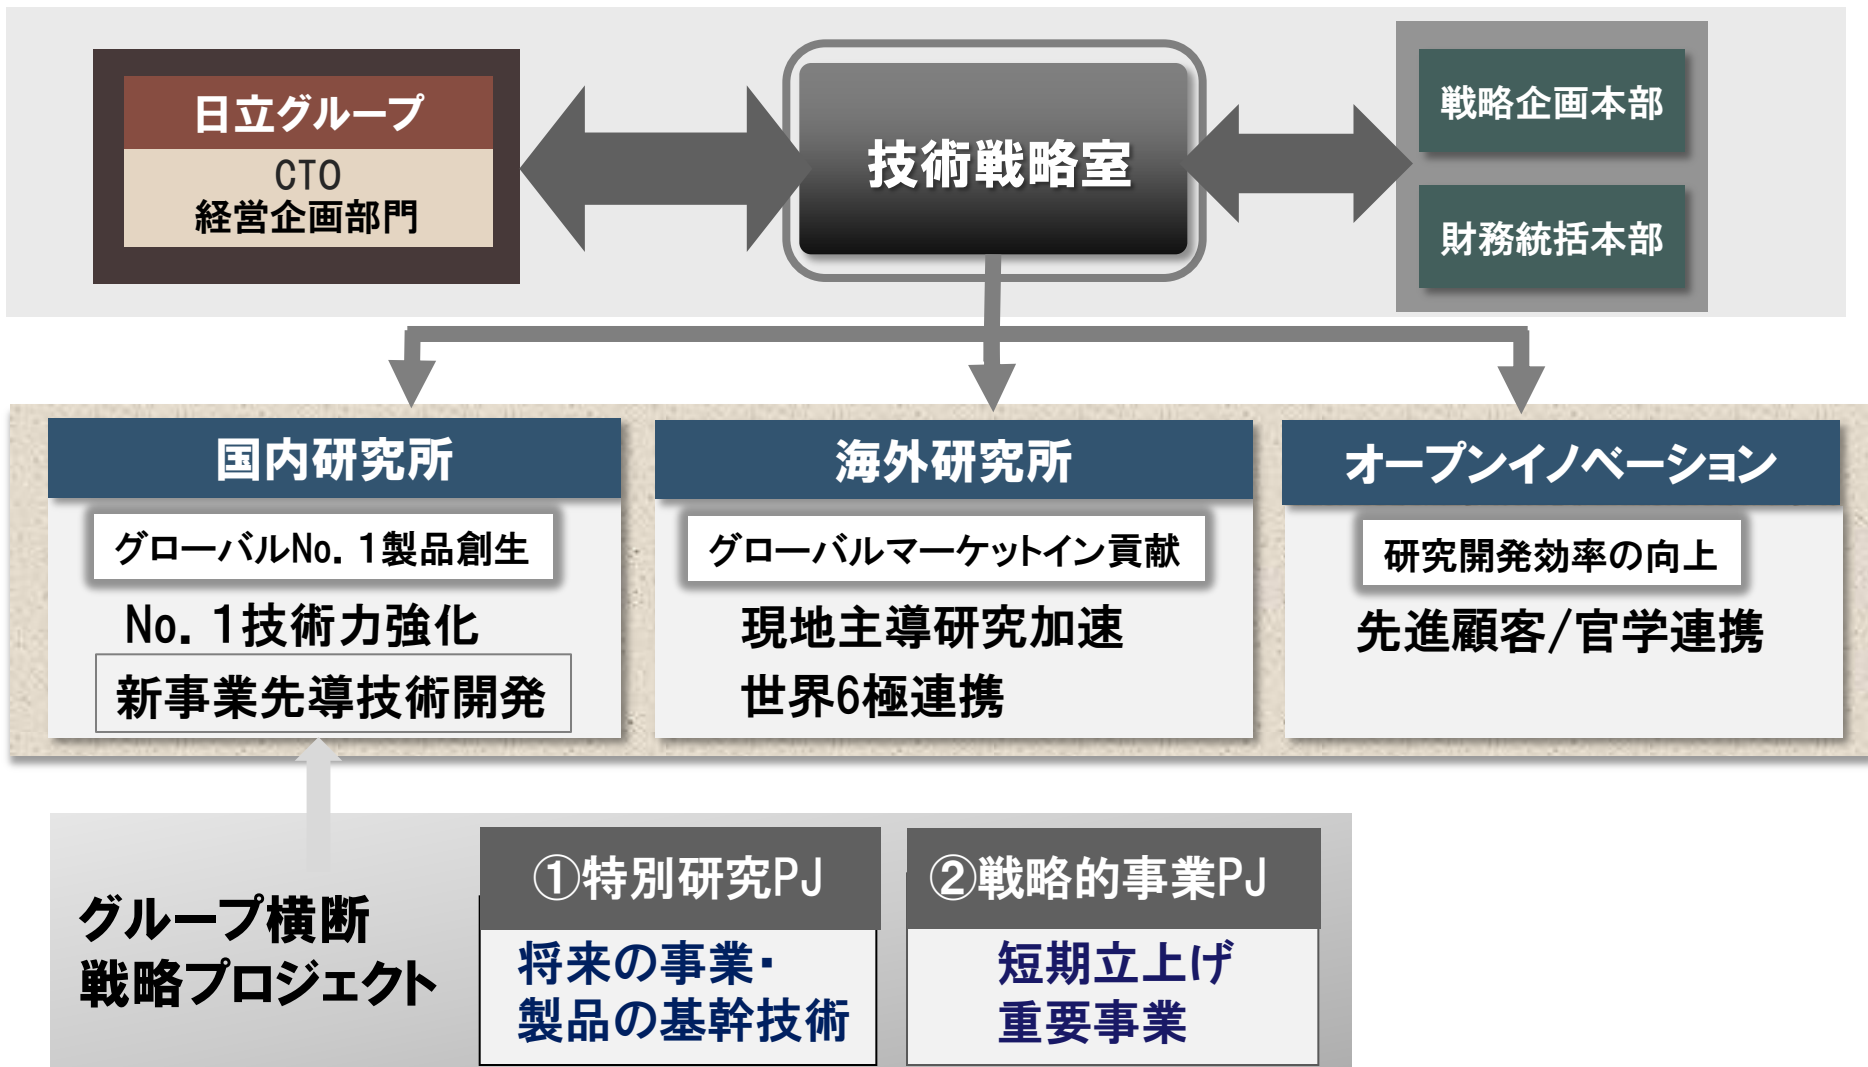 日立グループ
CTO
経営企画部門
技術戦略室
戦略企画本部
財務統括本部
国内研究所
グローバルNo.1製品創生
No.1技術力強化
新事業先導技術開発
海外研究所
グローバルマーケットイン貢献
現地主導研究加速
世界6極連携
オープンイノベーション
研究開発効率の向上
先進顧客/官学連携
グループ横断
戦略プロジェクト
①特別研究PJ
将来の事業・
製品の基幹技術
②戦略的事業PJ
短期立上げ
重要事業